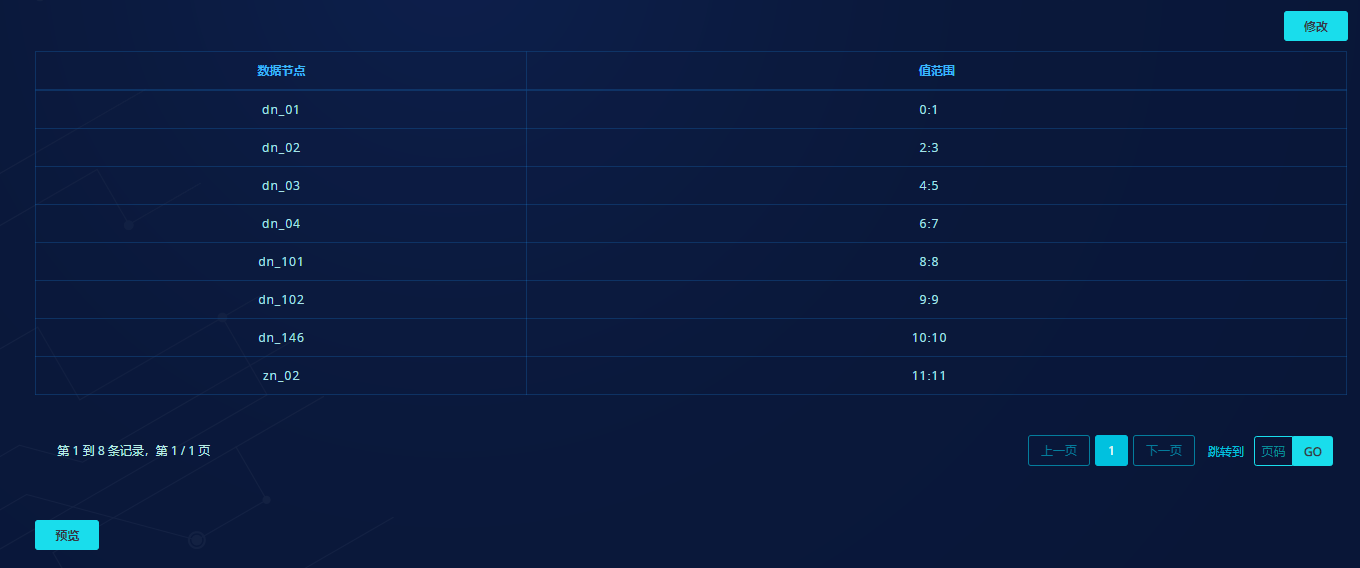 修改
数据节点 值范围
dn_01 0:1
dn_02 2:3
dn_03 4:5
dn_04 6:7
dn_101 8:8
dn_102 9:9
dn_146 10:10
zn_02 11:11
第 1 到 8 条记录，第 1 / 1 页 上一页 1 下一页 跳转到 页码 GO
预览